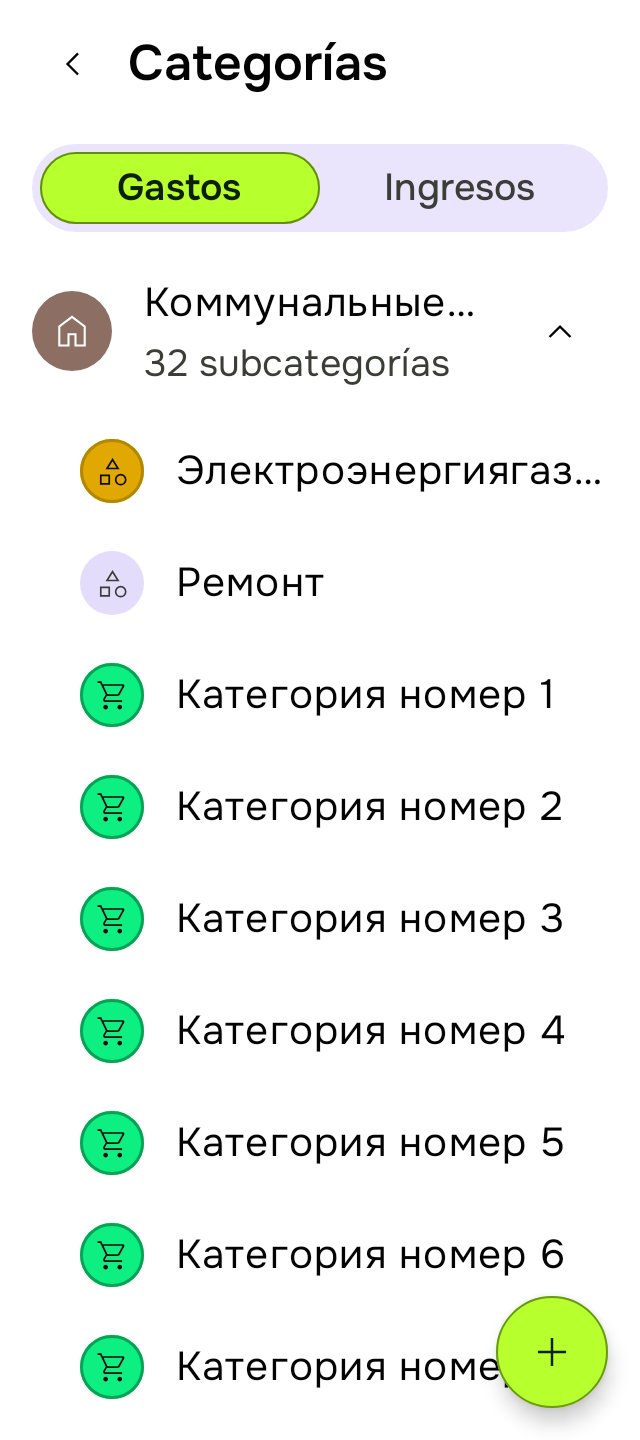 Categorías
Gastos
Ingresos
Коммунальные...
32 subcategorías
Электроэнергиягаз...
Ремонт
Категория номер 1
Категория номер 2
Категория номер 3
Категория номер 4
Категория номер 5
Категория номер 6
Категория